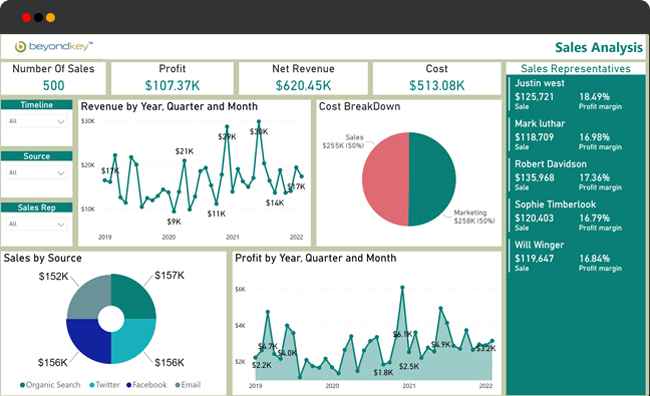 beyondkey™
Sales Analysis
Number Of Sales
500
Profit
$107.37K
Net Revenue
$620.45K
Cost
$513.08K
Sales Representatives
Justin west
$125,721 18.49%
Sale Profit margin
Mark luthar
$118,709 16.98%
Sale Profit margin
Robert Davidson
$135,968 17.36%
Sale Profit margin
Sophie Timberlook
$120,403 16.79%
Sale Profit margin
Will Winger
$119,647 16.84%
Sale Profit margin
Timeline
All
Source
All
Sales Rep
All
Revenue by Year, Quarter and Month
$30K
$20K
$10K
$17K
$9K
$21K
$11K
$29K
$30K
$14K
$17K
2019 2020 2021 2022
Cost BreakDown
Sales
$255K (50%)
Marketing
$258K (50%)
Sales by Source
$152K
$157K
$156K
$156K
Organic Search Twitter Facebook Email
Profit by Year, Quarter and Month
$6K
$4K
$2K
$2.2K
$4.7K
$4.0K
$1.8K
$6.1K
$2.5K
$4.9K
$3.2K
2019 2020 2021 2022